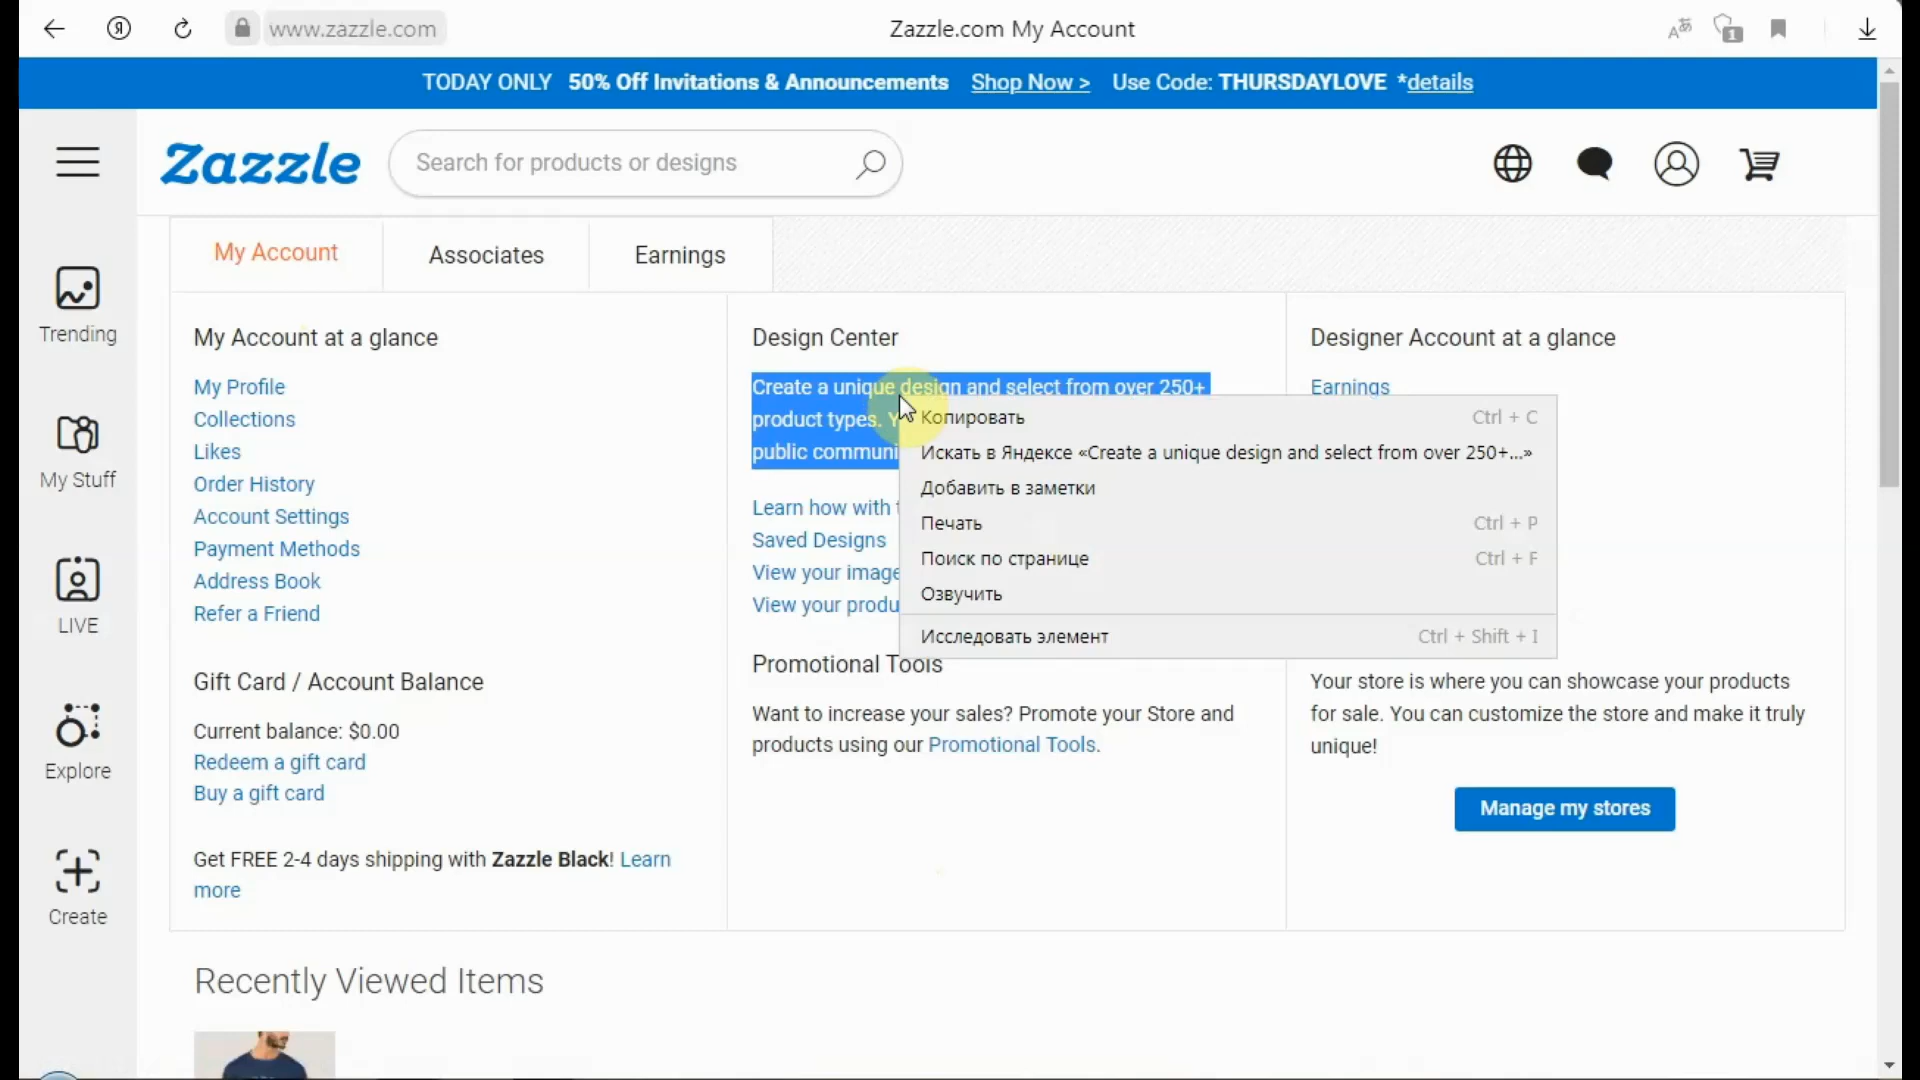 www.zazzle.com
Zazzle.com My Account
1
TODAY ONLY 50% Off Invitations & Announcements Shop Now > Use Code: THURSDAYLOVE *details
Zazzle
Search for products or designs
My Account
Associates
Earnings
Trending
My Stuff
LIVE
Explore
Create
My Account at a glance
My Profile
Collections
Likes
Order History
Account Settings
Payment Methods
Address Book
Refer a Friend
Gift Card / Account Balance
Current balance: $0.00
Redeem a gift card
Buy a gift card
Get FREE 2-4 days shipping with Zazzle Black! Learn
more
Design Center
Create a unique design and select from over 250+
product types.
public
Learn how with
Saved Designs
View your
View your
Promotional Tools
Want to increase your sales? Promote your Store and
products using our Promotional Tools.
Копировать Ctrl + C
Искать в Яндексе «Create a unique design and select from over 250+...»
Добавить в заметки
Печать Ctrl + P
Поиск по странице Ctrl + F
Озвучить
Исследовать элемент Ctrl + Shift + I
Designer Account at a glance
Earnings
Your store is where you can showcase your products
for sale. You can customize the store and make it truly
unique!
Manage my stores
Recently Viewed Items